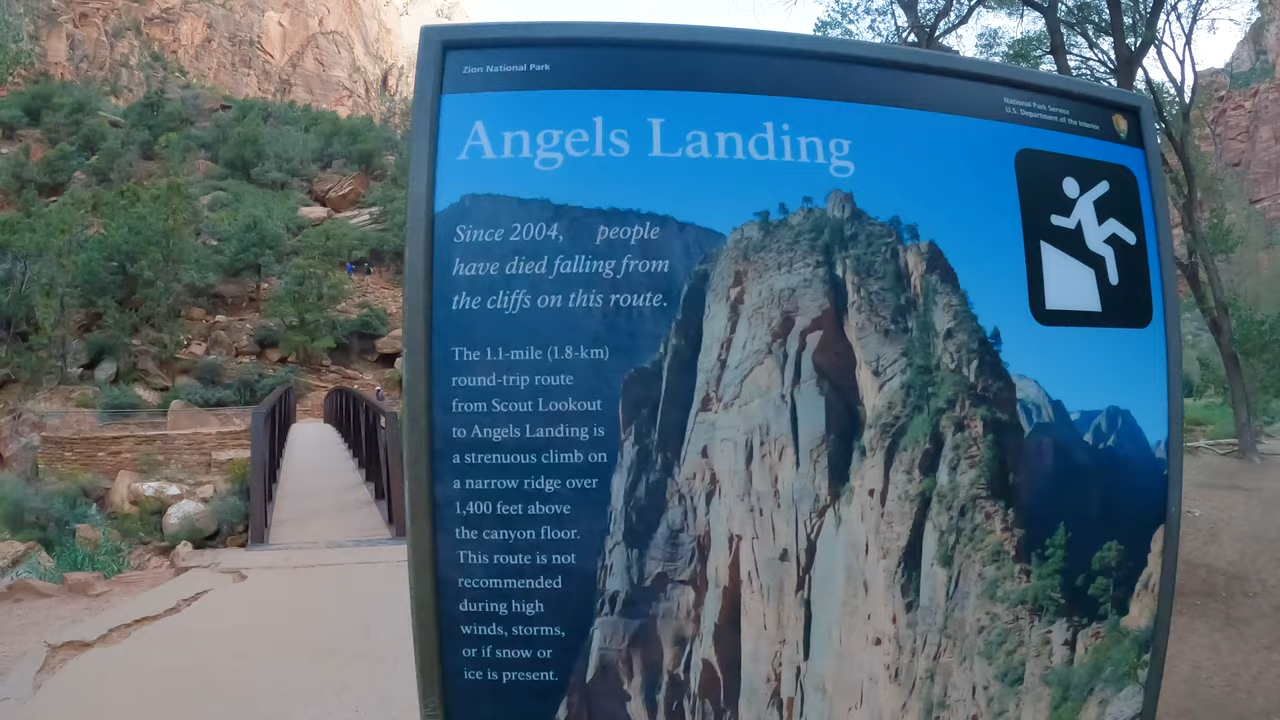 Zion National Park
National Park Service
U.S. Department of the Interior
Angels Landing
Since 2004, people
have died falling from
the cliffs on this route.
The 1.1-mile (1.8-km)
round-trip route
from Scout Lookout
to Angels Landing is
a strenuous climb on
a narrow ridge over
1,400 feet above
the canyon floor.
This route is not
recommended
during high
winds, storms,
or if snow or
ice is present.